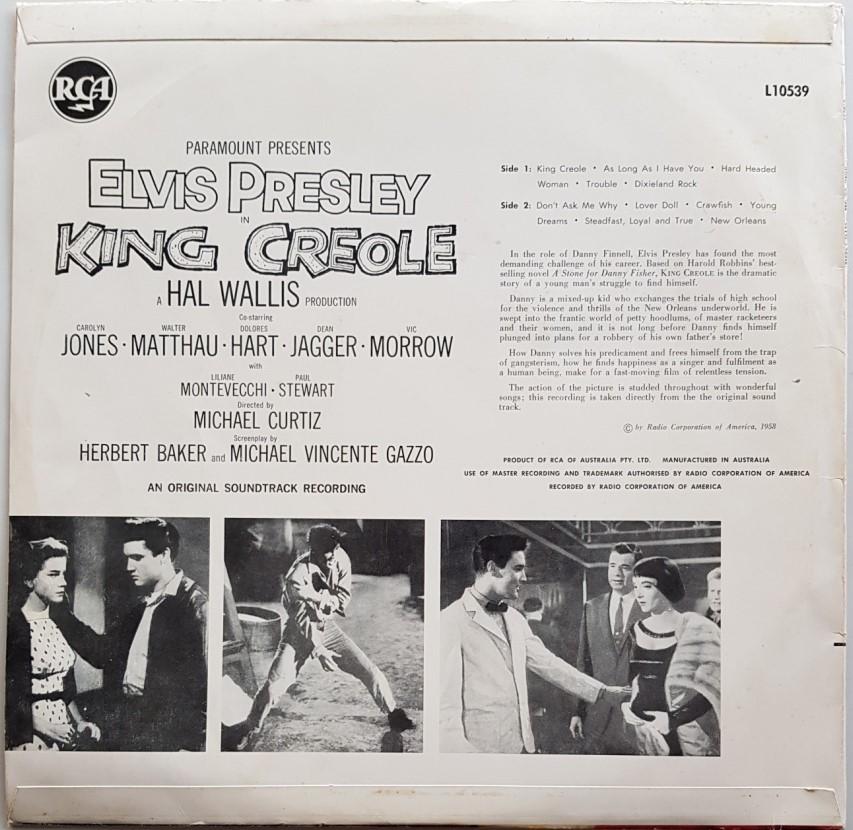 RCA
L10539
PARAMOUNT PRESENTS
ELVIS PRESLEY
IN
KING CREOLE
A HAL WALLIS PRODUCTION
Co-starring
CAROLYN JONES · WALTER MATTHAU · DOLORES HART · DEAN JAGGER · VIC MORROW
with
LILIANE MONTEVECCHI · PAUL STEWART
Directed by
MICHAEL CURTIZ
Screenplay by
HERBERT BAKER and MICHAEL VINCENTE GAZZO
AN ORIGINAL SOUNDTRACK RECORDING
Side 1: King Creole • As Long As I Have You • Hard Headed
Woman • Trouble • Dixieland Rock
Side 2: Don't Ask Me Why • Lover Doll • Crawfish • Young
Dreams • Steadfast, Loyal and True • New Orleans
In the role of Danny Finnell, Elvis Presley has found the most
demanding challenge of his career. Based on Harold Robbins' best-
selling novel A Stone for Danny Fisher, KING CREOLE is the dramatic
story of a young man's struggle to find himself.
Danny is a mixed-up kid who exchanges the trials of high school
for the violence and thrills of the New Orleans underworld. He is
swept into the frantic world of petty hoodlums, of master racketeers
and their women, and it is not long before Danny finds himself
plunged into plans for a robbery of his own father's store!
How Danny solves his predicament and frees himself from the trap
of gangsterism, how he finds happiness as a singer and fulfilment as
a human being, make for a fast-moving film of relentless tension.
The action of the picture is studded throughout with wonderful
songs; this recording is taken directly from the the original sound
track.
© by Radio Corporation of America, 1958
PRODUCT OF RCA OF AUSTRALIA PTY. LTD. MANUFACTURED IN AUSTRALIA
USE OF MASTER RECORDING AND TRADEMARK AUTHORISED BY RADIO CORPORATION OF AMERICA
RECORDED BY RADIO CORPORATION OF AMERICA